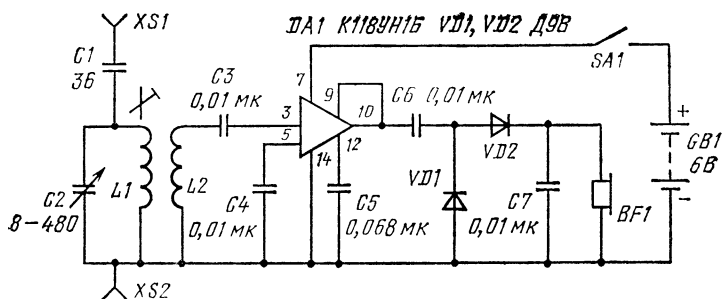 XS1
DA1 К118УН1Б VD1, VD2 Д9В
C1
36
C3
0,01 мк
7
9
3
10
5
12
14
C6 0,01 мк
SA1
+
GB1
6В
-
VD2
C2
8-480
L1
L2
C4
0,01 мк
C5
0,068 мк
VD1
C7
0,01 мк
BF1
XS2